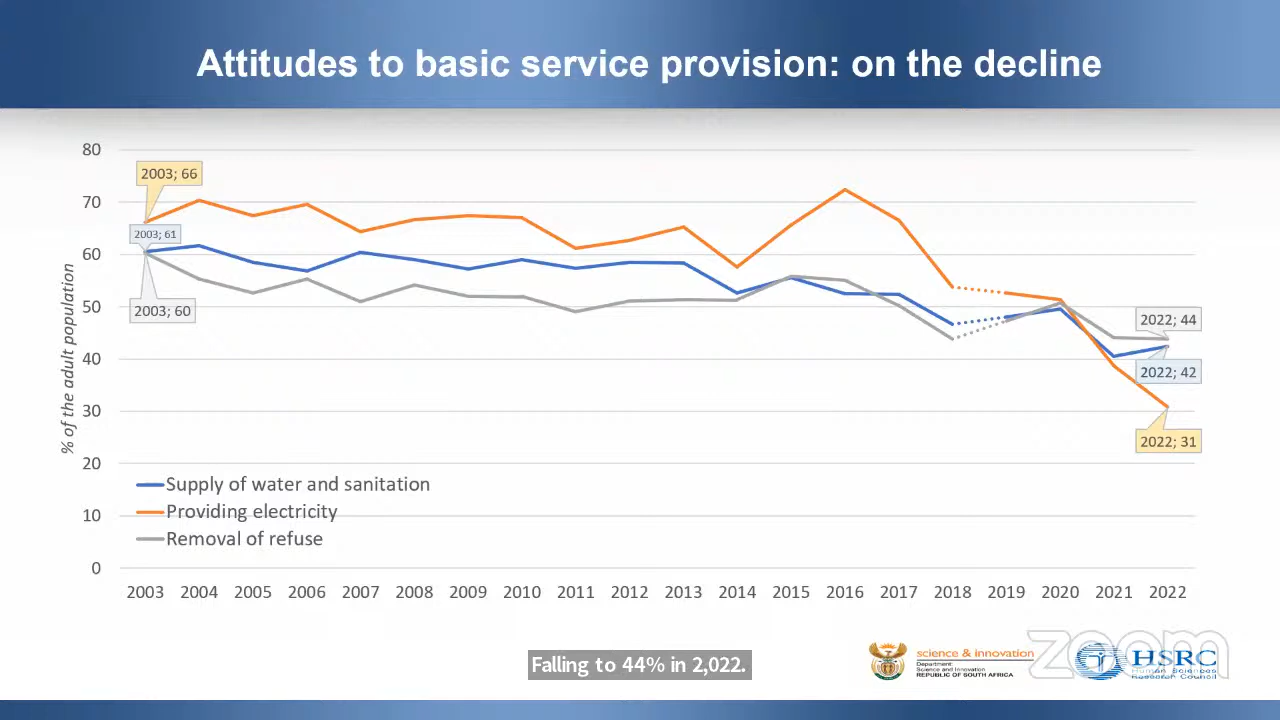 Attitudes to basic service provision: on the decline
% of the adult population
80
70
60
50
40
30
20
10
0
2003; 66
2003; 61
2003; 60
2022; 44
2022; 42
2022; 31
Supply of water and sanitation
Providing electricity
Removal of refuse
2003 2004 2005 2006 2007 2008 2009 2010 2011 2012 2013 2014 2015 2016 2017 2018 2019 2020 2021 2022
Falling to 44% in 2,022.
science & innovation
Department:
Science and Innovation
REPUBLIC OF SOUTH AFRICA
zoom
HSRC
Human Sciences
Research Council